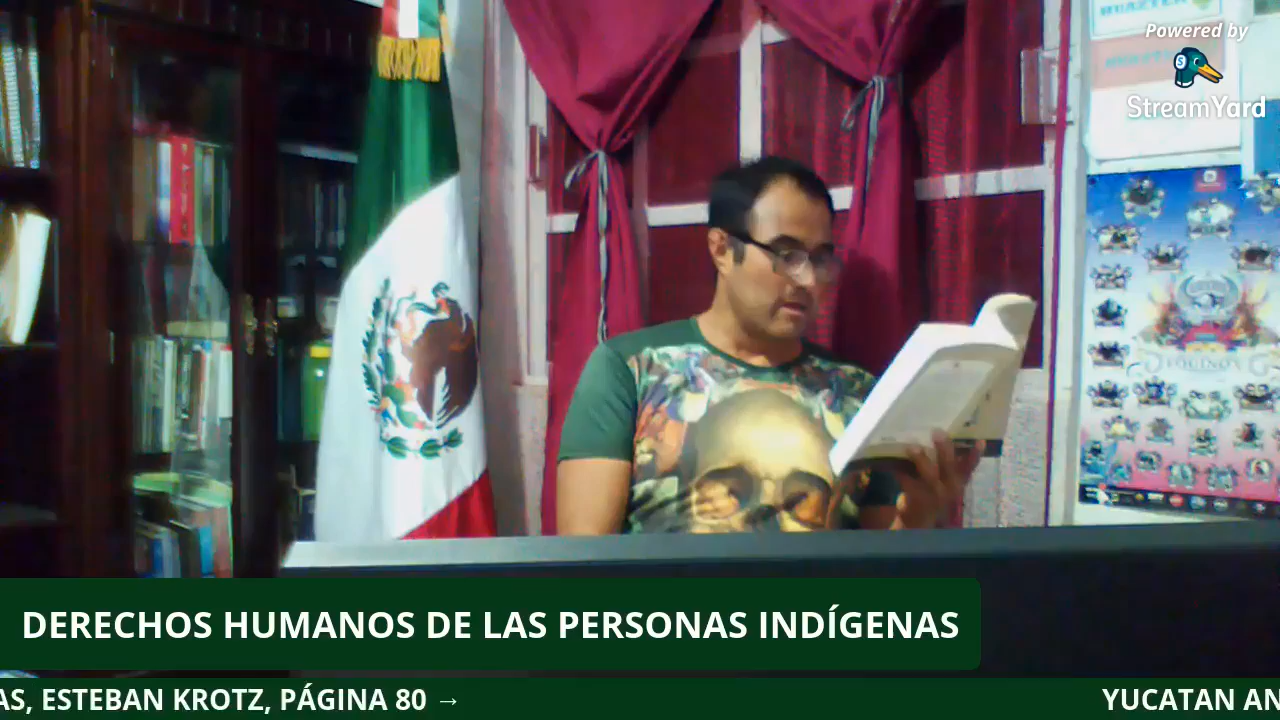 Powered by
StreamYard
DERECHOS HUMANOS DE LAS PERSONAS INDÍGENAS
AS, ESTEBAN KROTZ, PÁGINA 80 → YUCATAN AN